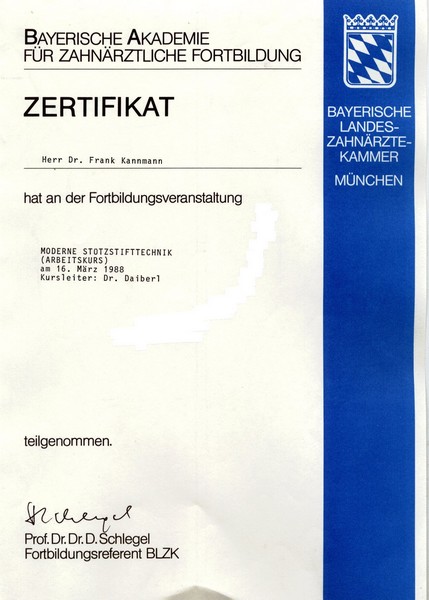 BAYERISCHE AKADEMIE
FÜR ZAHNÄRZTLICHE FORTBILDUNG
ZERTIFIKAT
Herr Dr. Frank Kannmann
hat an der Fortbildungsveranstaltung
MODERNE STOTZSTIFTTECHNIK
(ARBEITSKURS)
am 16. März 1988
Kursleiter: Dr. Daiberl
teilgenommen.
Schlegel
Prof. Dr. Dr. D. Schlegel
Fortbildungsreferent BLZK
BAYERISCHE
LANDES-
ZAHNÄRZTE-
KAMMER
MÜNCHEN